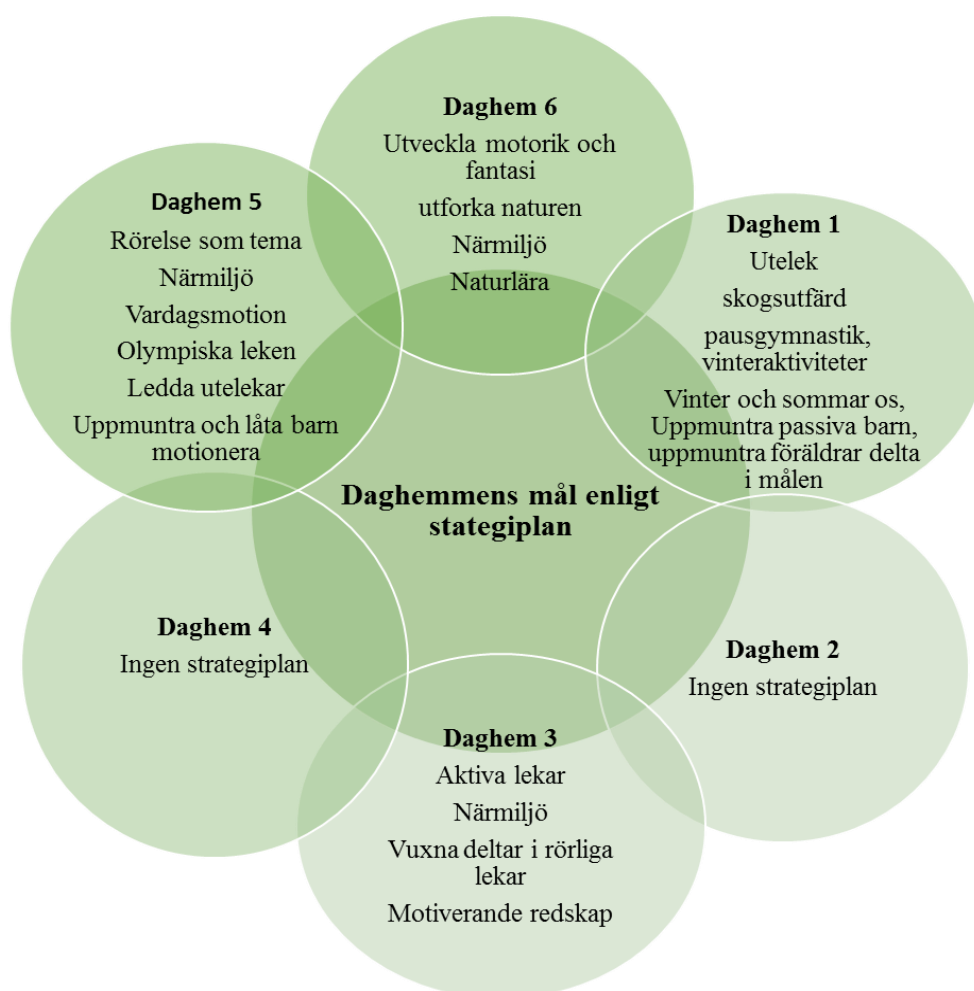 Daghem 6
Utveckla motorik och
fantasi
utforka naturen
Närmiljö
Naturlära
Daghem 1
Utelek
skogsutfärd
pausgymnastik,
vinteraktiviteter
Vinter och sommar os,
Uppmuntra passiva barn,
uppmuntra föräldrar delta
i målen
Daghem 2
Ingen strategiplan
Daghem 3
Aktiva lekar
Närmiljö
Vuxna deltar i rörliga
lekar
Motiverande redskap
Daghem 4
Ingen strategiplan
Daghem 5
Rörelse som tema
Närmiljö
Vardagsmotion
Olympiska leken
Ledda utelekar
Uppmuntra och låta barn
motionera
Daghemmens mål enligt
stategiplan